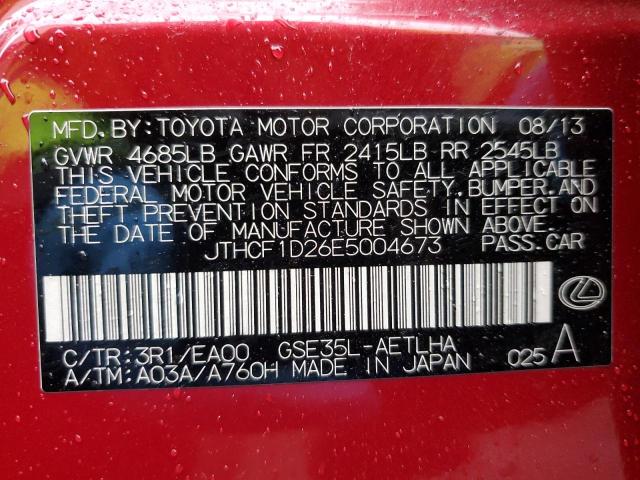 MFD. BY: TOYOTA MOTOR CORPORATION 08/13
GVWR 4685LB GAWR FR 2415LB RR 2545LB
THIS VEHICLE CONFORMS TO ALL APPLICABLE
FEDERAL MOTOR VEHICLE SAFETY, BUMPER, AND
THEFT PREVENTION STANDARDS IN EFFECT ON
THE DATE OF MANUFACTURE SHOWN ABOVE.
JTHCF1D26E5004673 PASS.CAR
C/TR: 3R1/EA00 GSE35L-AETLHA
A/TM: A03A/A760H MADE IN JAPAN 025 A